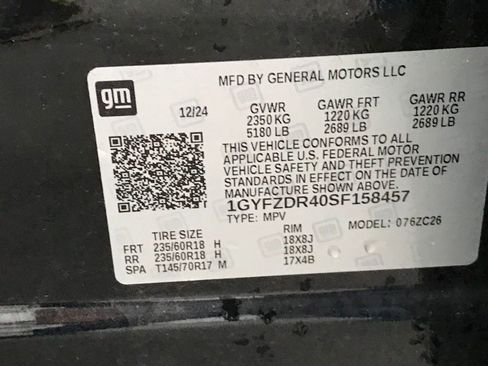 gm
MFD BY GENERAL MOTORS LLC
12/24 GVWR GAWR FRT GAWR RR
2350 KG 1220 KG 1220 KG
5180 LB 2689 LB 2689 LB
THIS VEHICLE CONFORMS TO ALL
APPLICABLE U.S. FEDERAL MOTOR
VEHICLE SAFETY AND THEFT PREVENTION
STANDARDS IN EFFECT ON THE DATE OF
MANUFACTURE SHOWN ABOVE.
1GYFZDR40SF158457
TYPE: MPV MODEL: 076ZC26
TIRE SIZE RIM
FRT 235/60R18 H 18X8J
RR 235/60R18 H 18X8J
SPA T145/70R17 M 17X4B